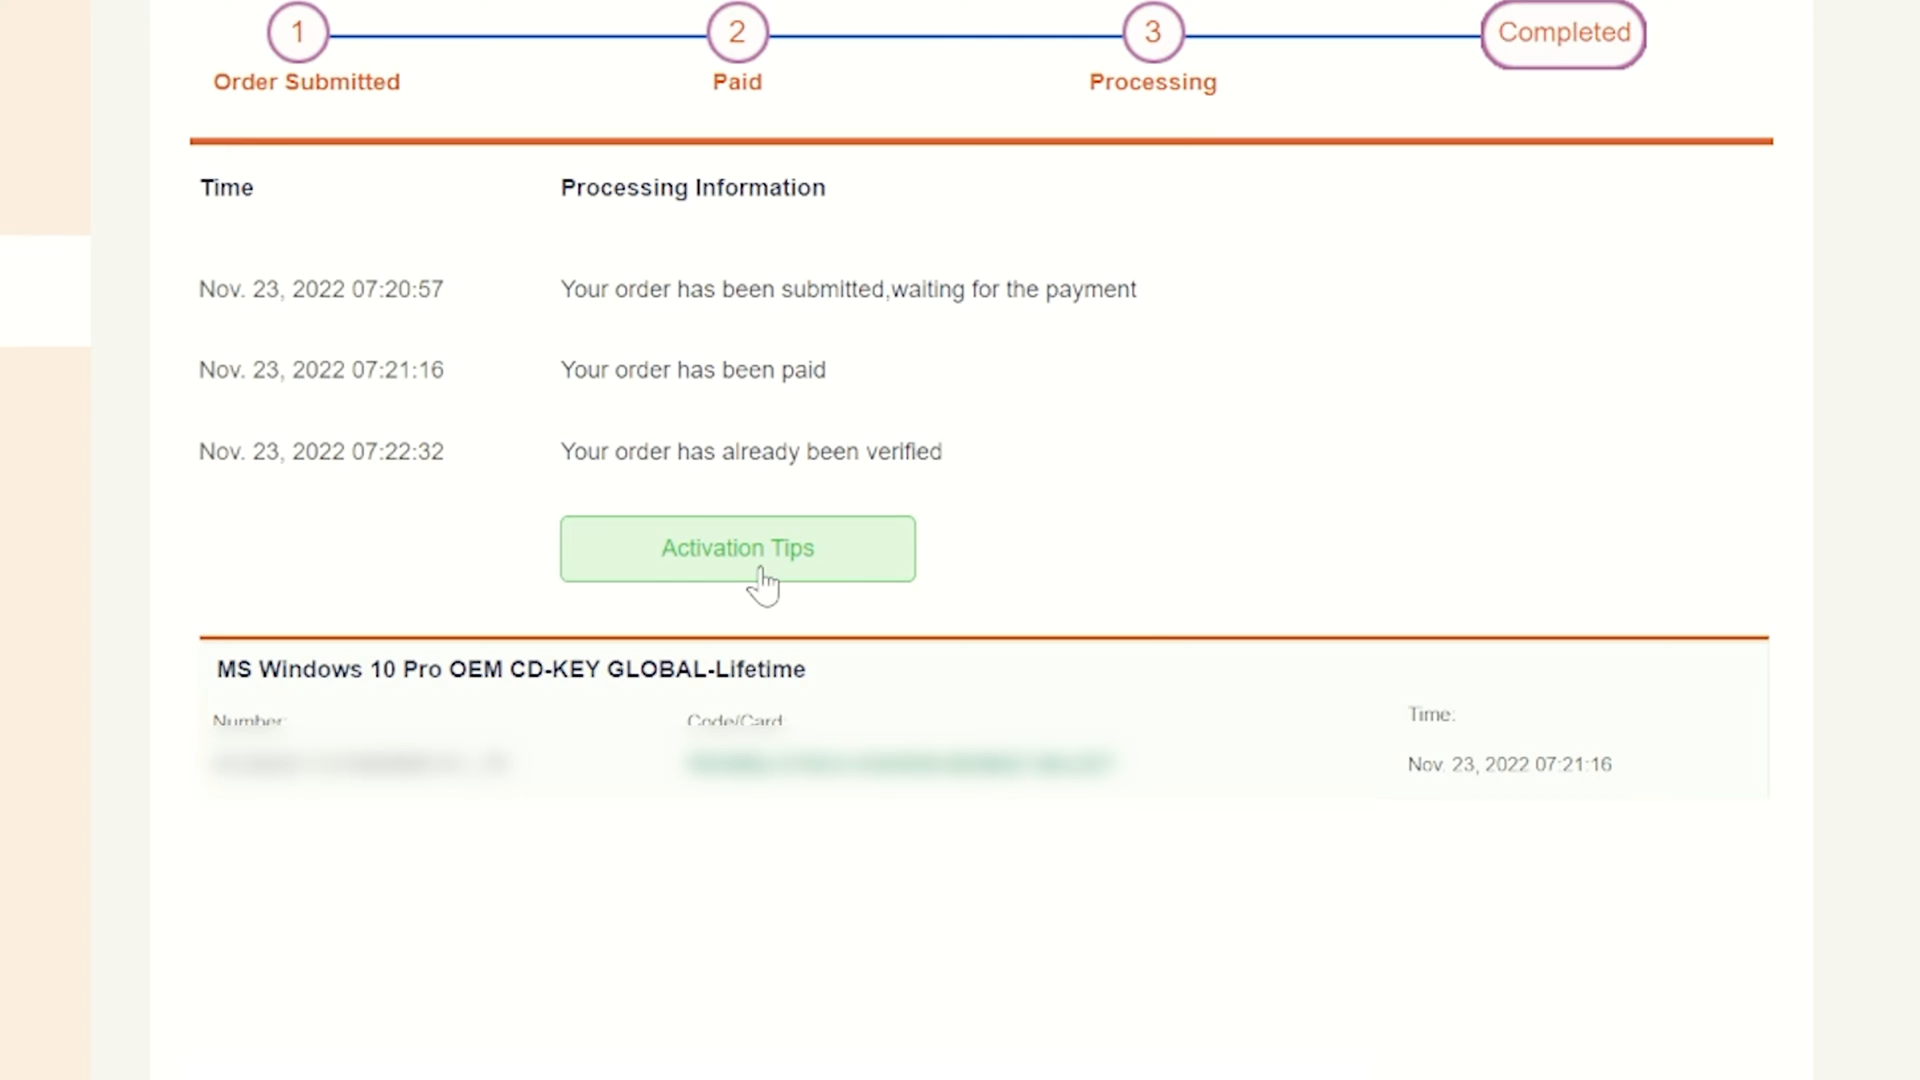 1
2
3
Completed
Order Submitted
Paid
Processing
Time
Processing Information
Nov. 23, 2022 07:20:57
Your order has been submitted,waiting for the payment
Nov. 23, 2022 07:21:16
Your order has been paid
Nov. 23, 2022 07:22:32
Your order has already been verified
Activation Tips
MS Windows 10 Pro OEM CD-KEY GLOBAL-Lifetime
Number:
Code/Card:
Time:
Nov. 23, 2022 07:21:16